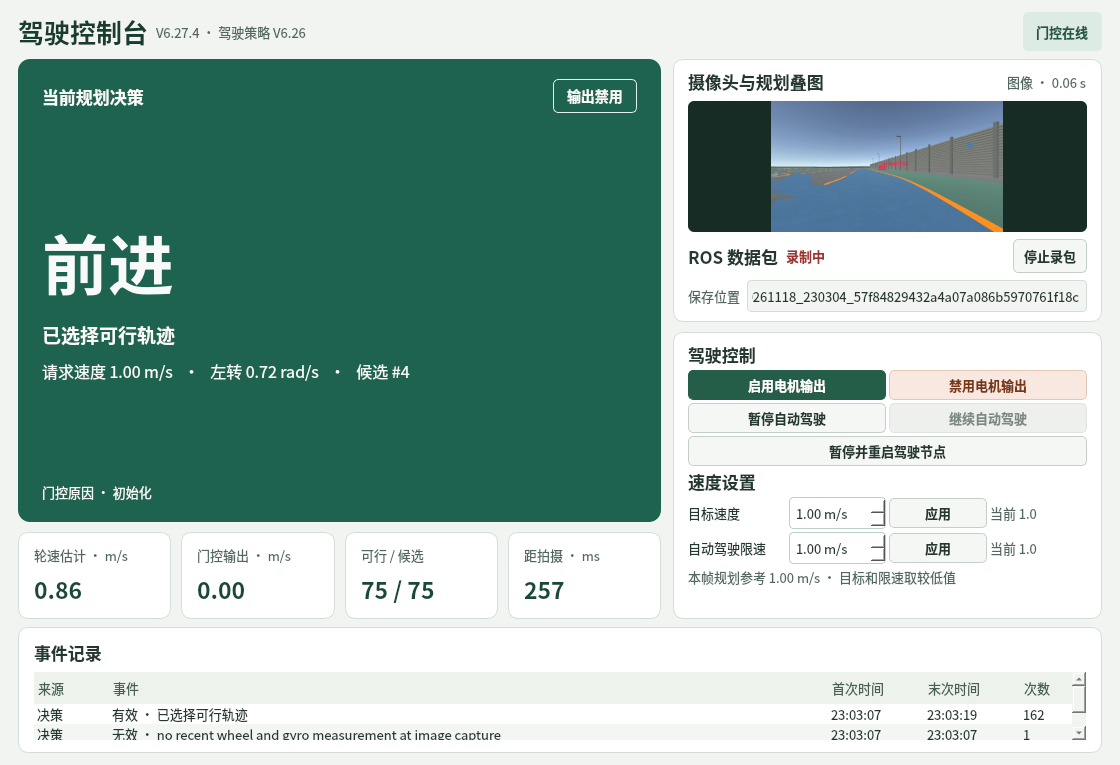 驾驶控制台 V6.27.4 · 驾驶策略 V6.26
门控在线
当前规划决策
输出禁用
前进
已选择可行轨迹
请求速度 1.00 m/s · 左转 0.72 rad/s · 候选 #4
门控原因 · 初始化
轮速估计 · m/s
0.86
门控输出 · m/s
0.00
可行 / 候选
75 / 75
距拍摄 · ms
257
摄像头与规划叠图
图像 · 0.06 s
ROS 数据包 录制中
停止录包
保存位置 261118_230304_57f84829432a4a07a086b5970761f18c
驾驶控制
启用电机输出
禁用电机输出
暂停自动驾驶
继续自动驾驶
暂停并重启驾驶节点
速度设置
目标速度 1.00 m/s 应用 当前 1.0
自动驾驶限速 1.00 m/s 应用 当前 1.0
本帧规划参考 1.00 m/s · 目标和限速取较低值
事件记录
来源 事件 首次时间 末次时间 次数
决策 有效 · 已选择可行轨迹 23:03:07 23:03:19 162
决策 无效 · no recent wheel and gyro measurement at image capture 23:03:07 23:03:07 1